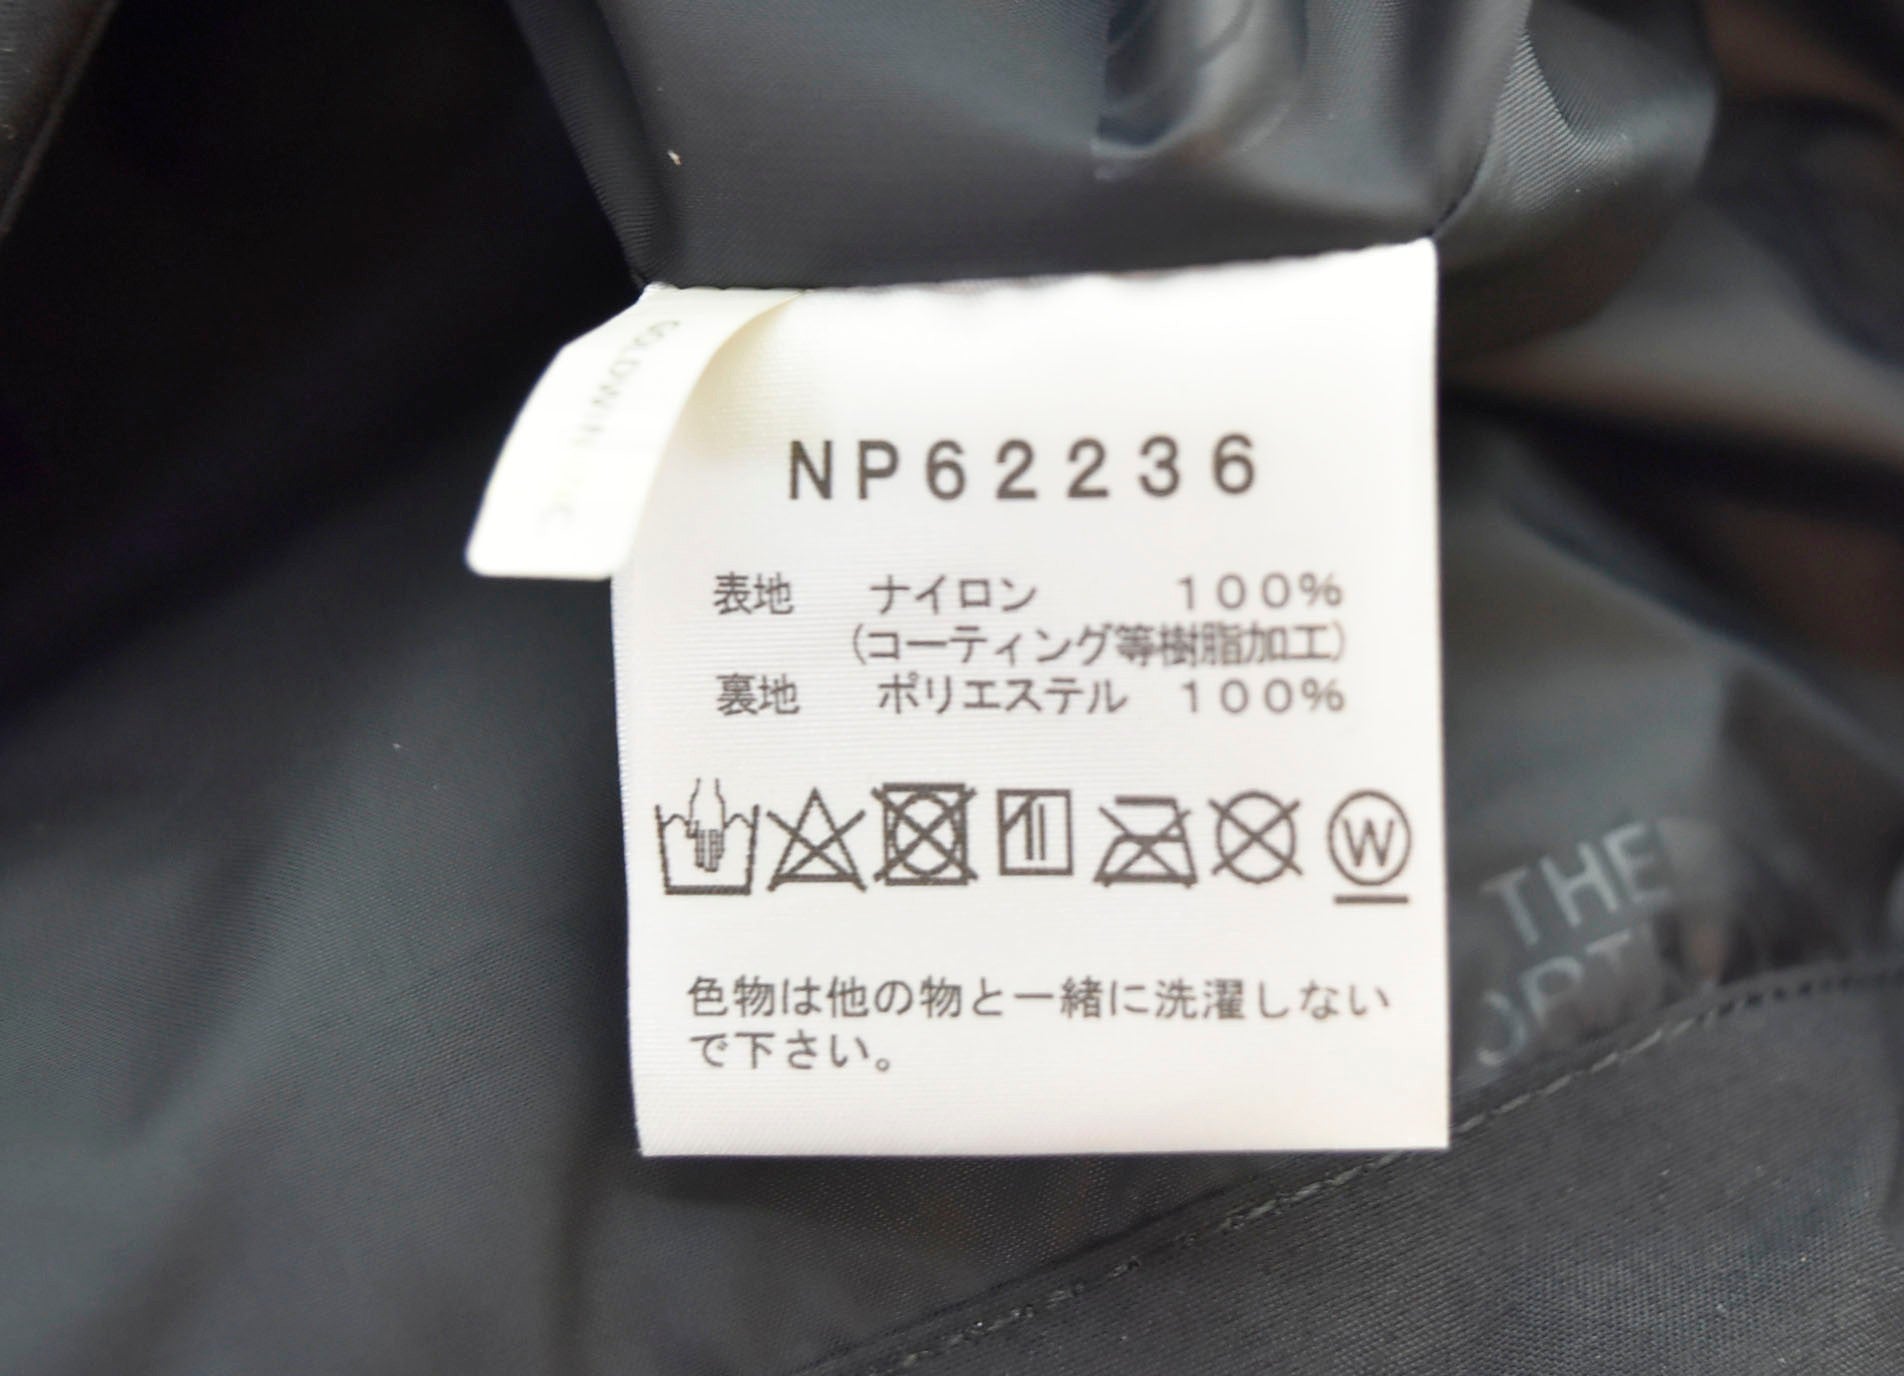 GOLDWIN
NP62236
表地 ナイロン 100%
(コーティング等樹脂加工)
裏地 ポリエステル 100%
W
色物は他の物と一緒に洗濯しない
で下さい。
THE